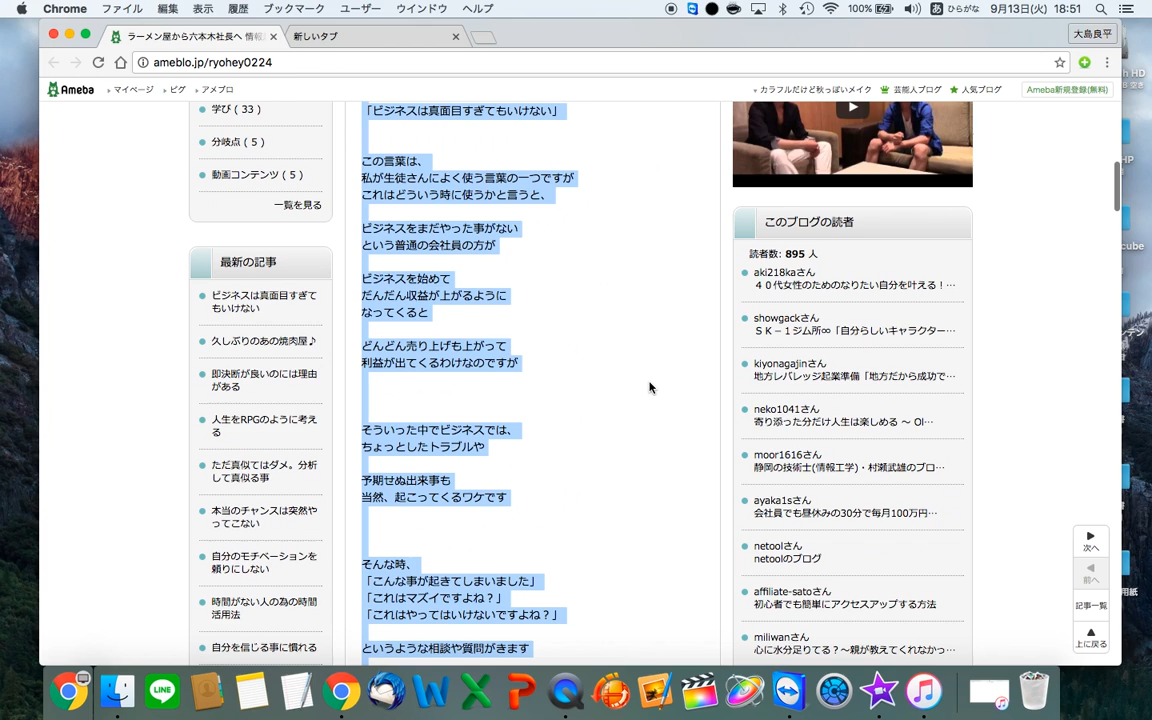 Chrome ファイル 編集 表示 履歴 ブックマーク ユーザー ウインドウ ヘルプ 100% あ ひらがな 9月13日(火) 18:51
ラーメン屋から六本木社長へ 情報 新しいタブ 大島良平
ameblo.jp/ryohey0224
Ameba マイページ ピグ アメブロ カラフルだけど秋っぽいメイク 芸能人ブログ 人気ブログ Ameba新規登録(無料)
学び ( 33 )
分岐点 ( 5 )
動画コンテンツ ( 5 )
一覧を見る
最新の記事
ビジネスは真面目すぎて
もいけない
久しぶりのあの焼肉屋♪
即決断が良いのには理由
がある
人生をRPGのように考え
る
ただ真似てはダメ。分析
して真似る事
本当のチャンスは突然や
ってこない
自分のモチベーションを
頼りにしない
時間がない人の為の時間
活用法
自分を信じる事に慣れる
「ビジネスは真面目すぎてもいけない」
この言葉は、
私が生徒さんによく使う言葉の一つですが
これはどういう時に使うかと言うと、
ビジネスをまだやった事がない
という普通の会社員の方が
ビジネスを始めて
だんだん収益が上がるように
なってくると
どんどん売り上げも上がって
利益が出てくるわけなのですが
そういった中でビジネスでは、
ちょっとしたトラブルや
予期せぬ出来事も
当然、起こってくるワケです
そんな時、
「こんな事が起きてしまいました」
「これはマズイですよね？」
「これはやってはいけないですよね？」
というような相談や質問がきます
このブログの読者
読者数: 895 人
aki218kaさん
４０代女性のためのなりたい自分を叶える！…
showgackさん
ＳＫ－１ジム所∞「自分らしいキャラクター…
kiyonagajinさん
地方レバレッジ起業準備「地方だから成功で…
neko1041さん
寄り添った分だけ人生は楽しめる ～ Ol…
moor1616さん
静岡の技術士(情報工学)・村瀬武雄のブロ…
ayaka1sさん
会社員でも昼休みの30分で毎月100万円…
netoolさん
netoolのブログ
affiliate-satoさん
初心者でも簡単にアクセスアップする方法
miliwanさん
心に水分足りてる？～親が教えてくれなかっ…
次へ
前へ
記事一覧
上に戻る
HP
cube
用紙
LINE